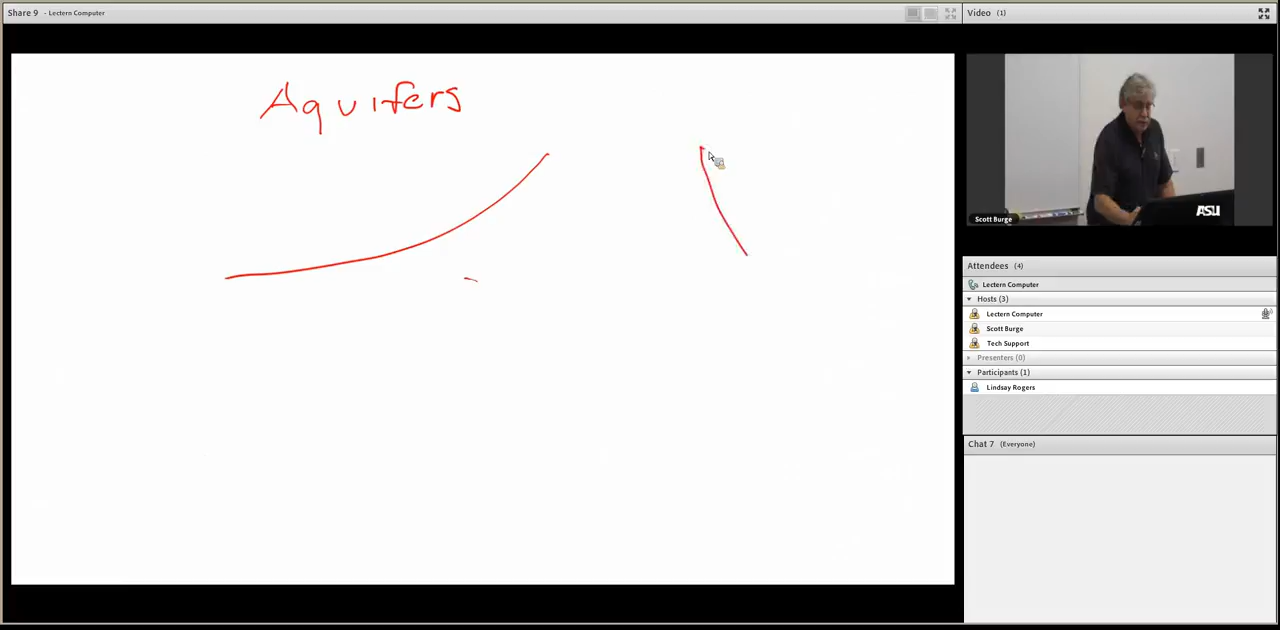 Share 9 - Lectern Computer
Video (1)
Aquifers
Scott Burge
ASU
Attendees (4)
Lectern Computer
Hosts (3)
Lectern Computer
Scott Burge
Tech Support
Presenters (0)
Participants (1)
Lindsay Rogers
Chat 7 (Everyone)